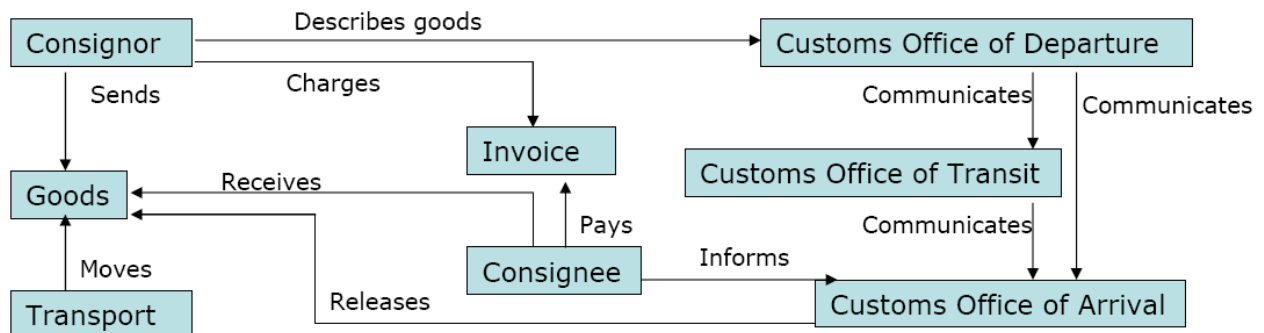 Describes goods
Consignor
Customs Office of Departure
Charges
Sends
Communicates
Communicates
Invoice
Customs Office of Transit
Receives
Goods
Pays
Communicates
Moves
Consignee
Informs
Releases
Transport
Customs Office of Arrival